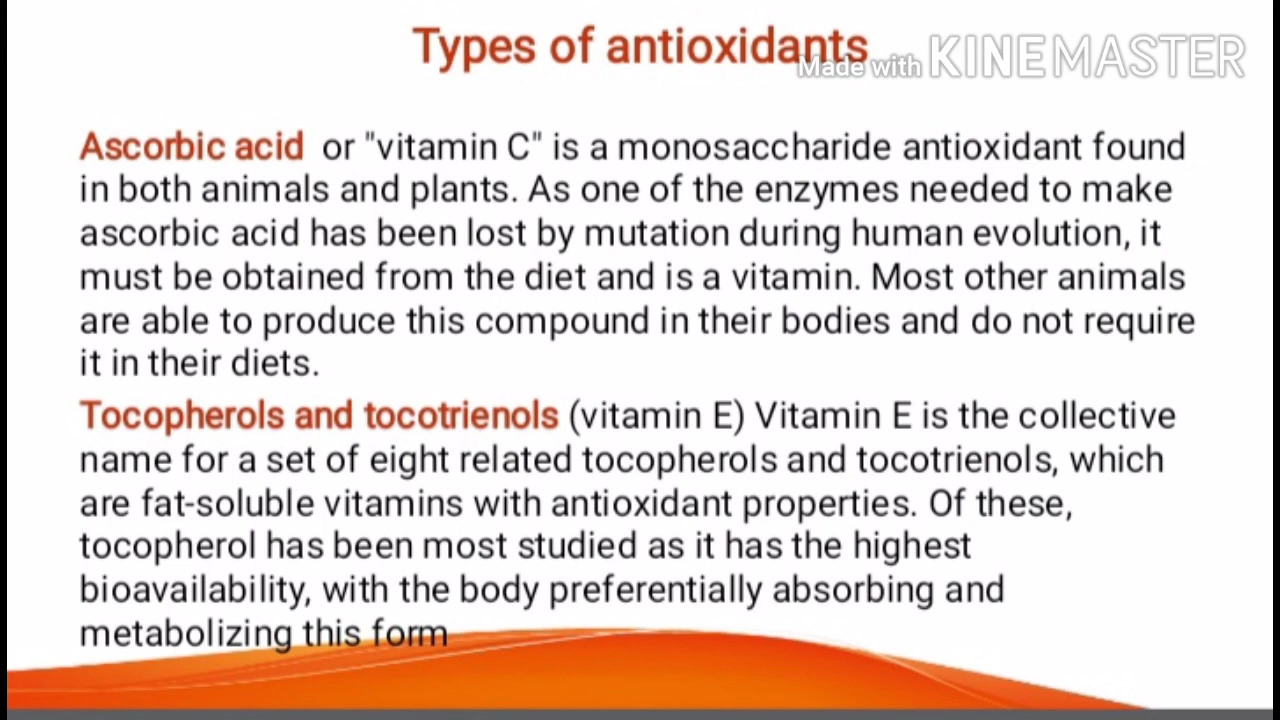 Types of antioxidants
Made with KINEMASTER
Ascorbic acid or "vitamin C" is a monosaccharide antioxidant found
in both animals and plants. As one of the enzymes needed to make
ascorbic acid has been lost by mutation during human evolution, it
must be obtained from the diet and is a vitamin. Most other animals
are able to produce this compound in their bodies and do not require
it in their diets.
Tocopherols and tocotrienols (vitamin E) Vitamin E is the collective
name for a set of eight related tocopherols and tocotrienols, which
are fat-soluble vitamins with antioxidant properties. Of these,
tocopherol has been most studied as it has the highest
bioavailability, with the body preferentially absorbing and
metabolizing this form